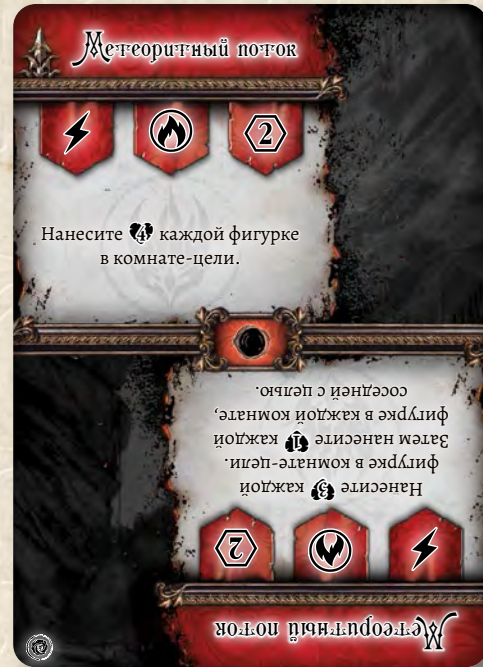 Метеоритный поток
2
Нанесите 4 каждой фигурке
в комнате-цели.
Метеоритный поток
2
Нанесите 3 каждой
фигурке в комнате-цели.
Затем нанесите 1 каждой
фигурке в каждой комнате,
соседней с целью.